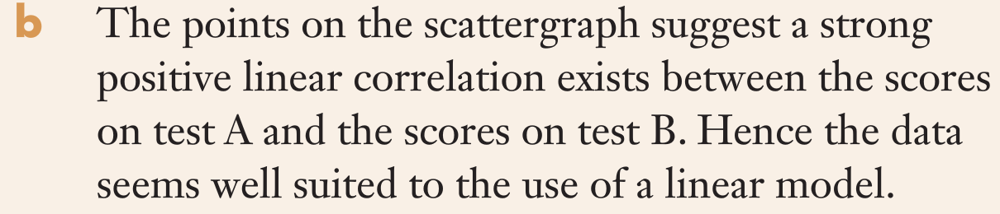 b The points on the scattergraph suggest a strong
positive linear correlation exists between the scores
on test A and the scores on test B. Hence the data
seems well suited to the use of a linear model.